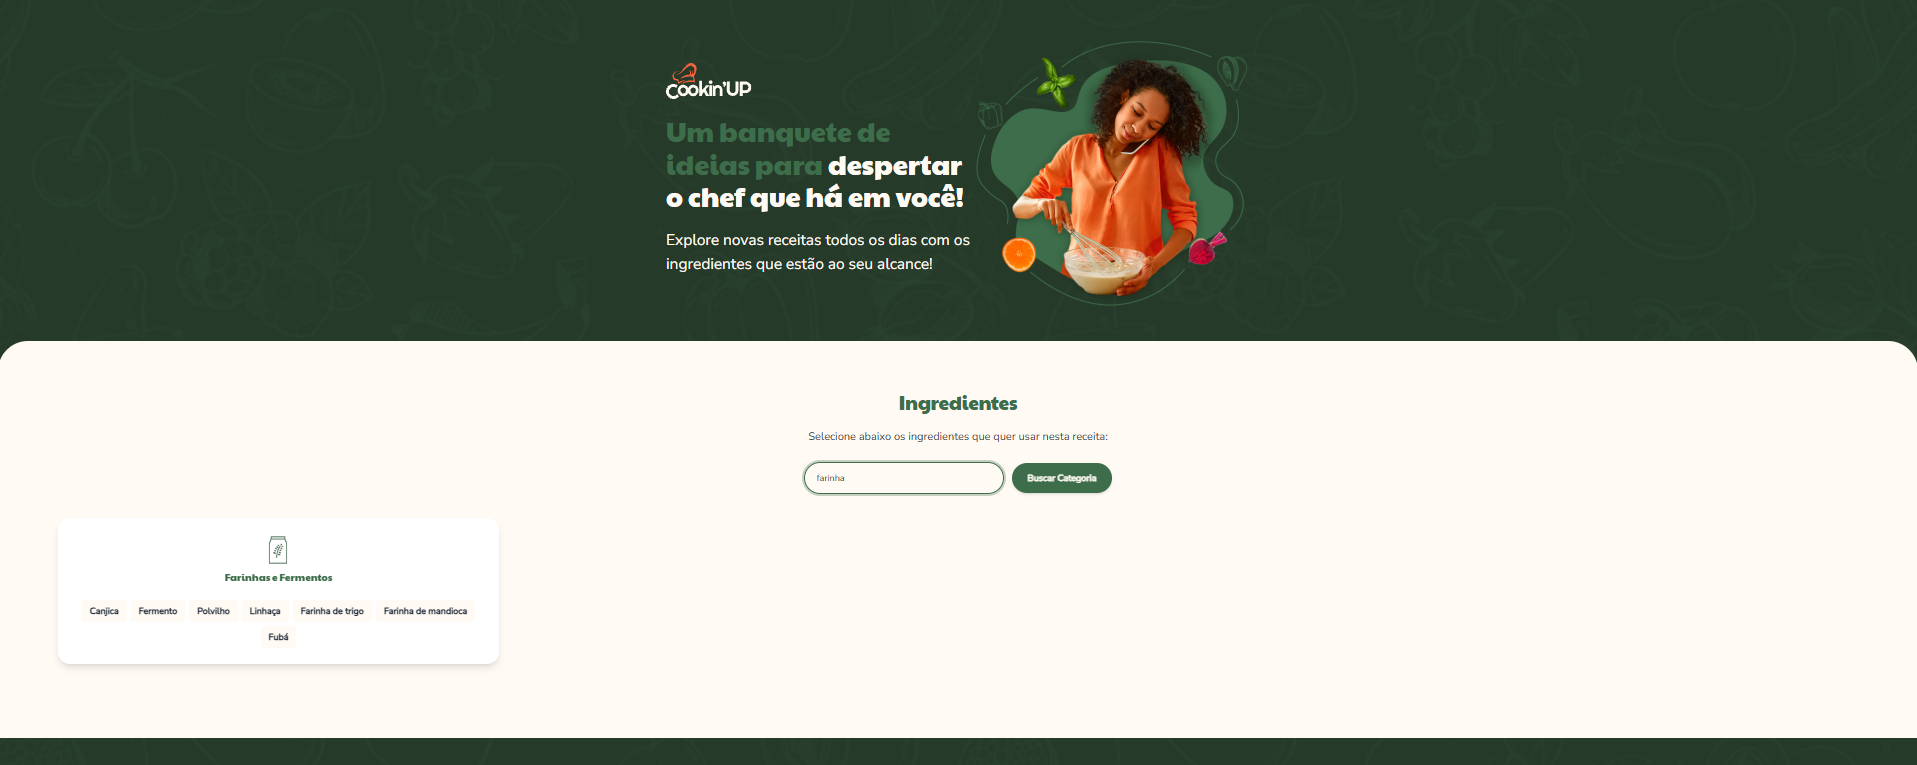 Cookin'UP
Um banquete de
ideias para despertar
o chef que há em você!
Explore novas receitas todos os dias com os
ingredientes que estão ao seu alcance!
Ingredientes
Selecione abaixo os ingredientes que quer usar nesta receita:
farinha
Buscar Categoria
Farinhas e Fermentos
Canjica Fermento Polvilho Linhaça Farinha de trigo Farinha de mandioca
Fubá